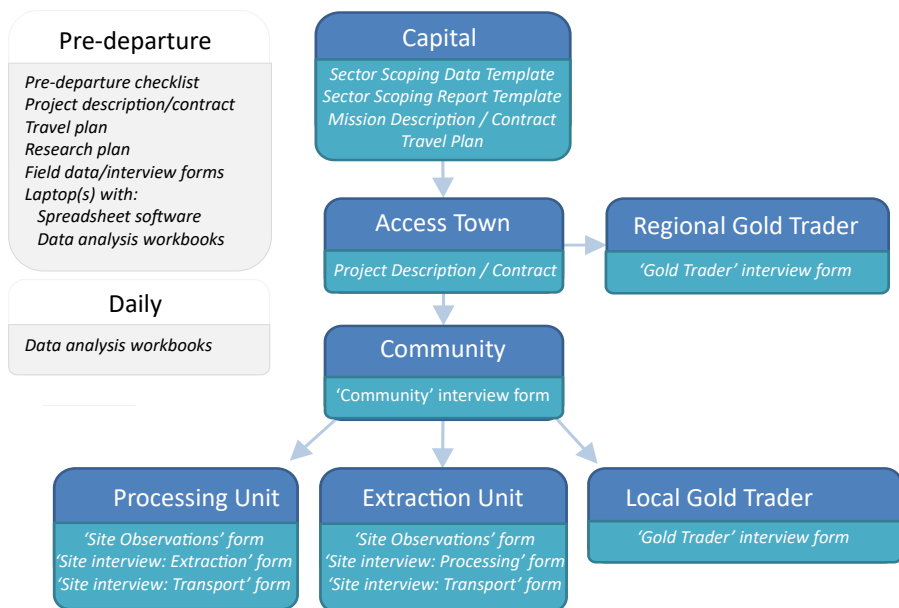 Pre-departure
Pre-departure checklist
Project description/contract
Travel plan
Research plan
Field data/interview forms
Laptop(s) with:
Spreadsheet software
Data analysis workbooks
Daily
Data analysis workbooks
Capital
Sector Scoping Data Template
Sector Scoping Report Template
Mission Description / Contract
Travel Plan
Access Town
Project Description / Contract
Regional Gold Trader
‘Gold Trader’ interview form
Community
‘Community’ interview form
Processing Unit
‘Site Observations’ form
‘Site interview: Extraction’ form
‘Site interview: Transport’ form
Extraction Unit
‘Site Observations’ form
‘Site interview: Processing’ form
‘Site interview: Transport’ form
Local Gold Trader
‘Gold Trader’ interview form